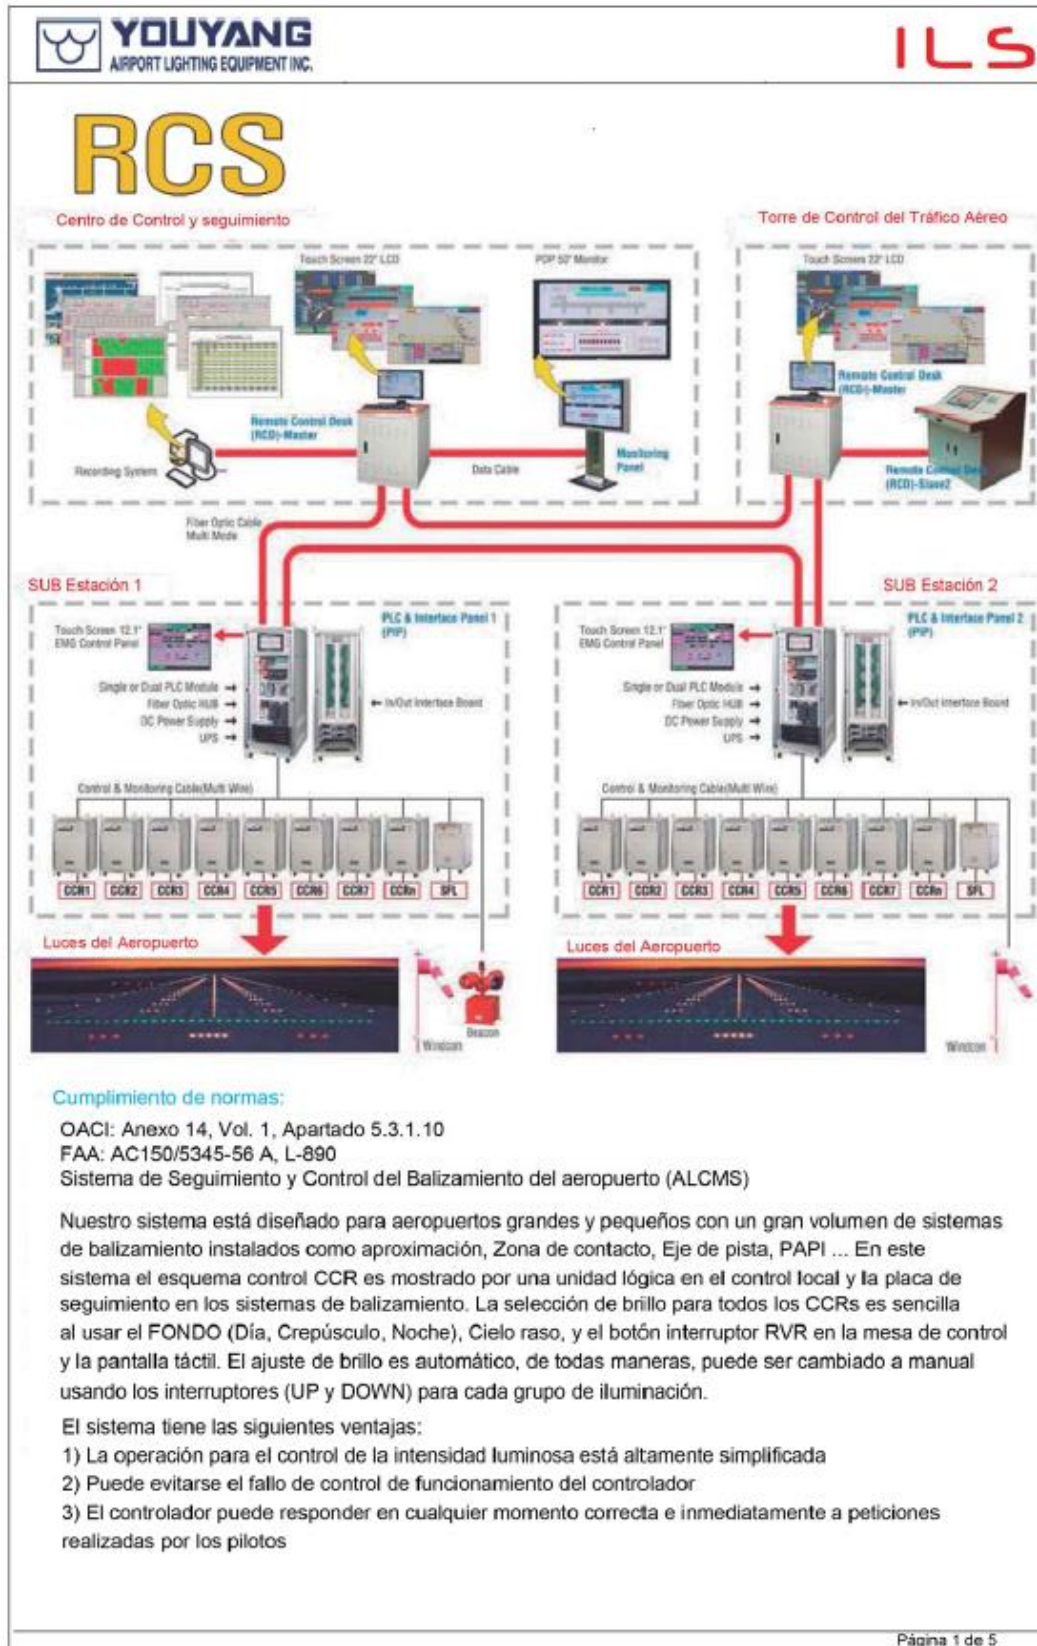 YOUYANG
AIRPORT LIGHTING EQUIPMENT INC.
ILS
RCS
Centro de Control y seguimiento
Torre de Control del Tráfico Aéreo
Touch Screen 22" LCD
PDP 50" Monitor
Touch Screen 22" LCD
Remote Control Desk
(RCD)-Master
Remote Control Desk
(RCD)-Master
Recording System
Data Cable
Monitoring
Panel
Remote Control Desk
(RCD)-Slave2
Fiber Optic Cable
Multi Mode
SUB Estación 1
SUB Estación 2
PLC & Interface Panel 1
(PIP)
Touch Screen 12.1"
EMG Control Panel
Single or Dual PLC Module
Fiber Optic HUB
DC Power Supply
UPS
In/Out Interface Board
Control & Monitoring Cable(Multi Wire)
CCR1 CCR2 CCR3 CCR4 CCR5 CCR6 CCR7 CCRn SFL
PLC & Interface Panel 2
(PIP)
Touch Screen 12.1"
EMG Control Panel
Single or Dual PLC Module
Fiber Optic HUB
DC Power Supply
UPS
In/Out Interface Board
Control & Monitoring Cable(Multi Wire)
CCR1 CCR2 CCR3 CCR4 CCR5 CCR6 CCR7 CCRn SFL
Luces del Aeropuerto
Luces del Aeropuerto
Windcon
Beacon
Windcon
Cumplimiento de normas:
OACI: Anexo 14, Vol. 1, Apartado 5.3.1.10
FAA: AC150/5345-56 A, L-890
Sistema de Seguimiento y Control del Balizamiento del aeropuerto (ALCMS)
Nuestro sistema está diseñado para aeropuertos grandes y pequeños con un gran volumen de sistemas
de balizamiento instalados como aproximación, Zona de contacto, Eje de pista, PAPI ... En este
sistema el esquema control CCR es mostrado por una unidad lógica en el control local y la placa de
seguimiento en los sistemas de balizamiento. La selección de brillo para todos los CCRs es sencilla
al usar el FONDO (Día, Crepúsculo, Noche), Cielo raso, y el botón interruptor RVR en la mesa de control
y la pantalla táctil. El ajuste de brillo es automático, de todas maneras, puede ser cambiado a manual
usando los interruptores (UP y DOWN) para cada grupo de iluminación.
El sistema tiene las siguientes ventajas:
1) La operación para el control de la intensidad luminosa está altamente simplificada
2) Puede evitarse el fallo de control de funcionamiento del controlador
3) El controlador puede responder en cualquier momento correcta e inmediatamente a peticiones
realizadas por los pilotos
Página 1 de 5